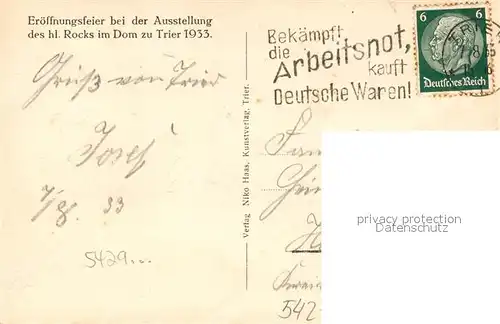 Eröffnungsfeier bei der Ausstellung
des hl. Rocks im Dom zu Trier 1933.
Gruß von Trier
Josef
7/8. 33
5429...
Verlag Niko Haas, Kunstverlag, Trier.
Bekämpft
die
Arbeitsnot,
kauft
Deutsche Waren!
6 6
Deutsches Reich
Fam
privacy protection
Datenschutz
542